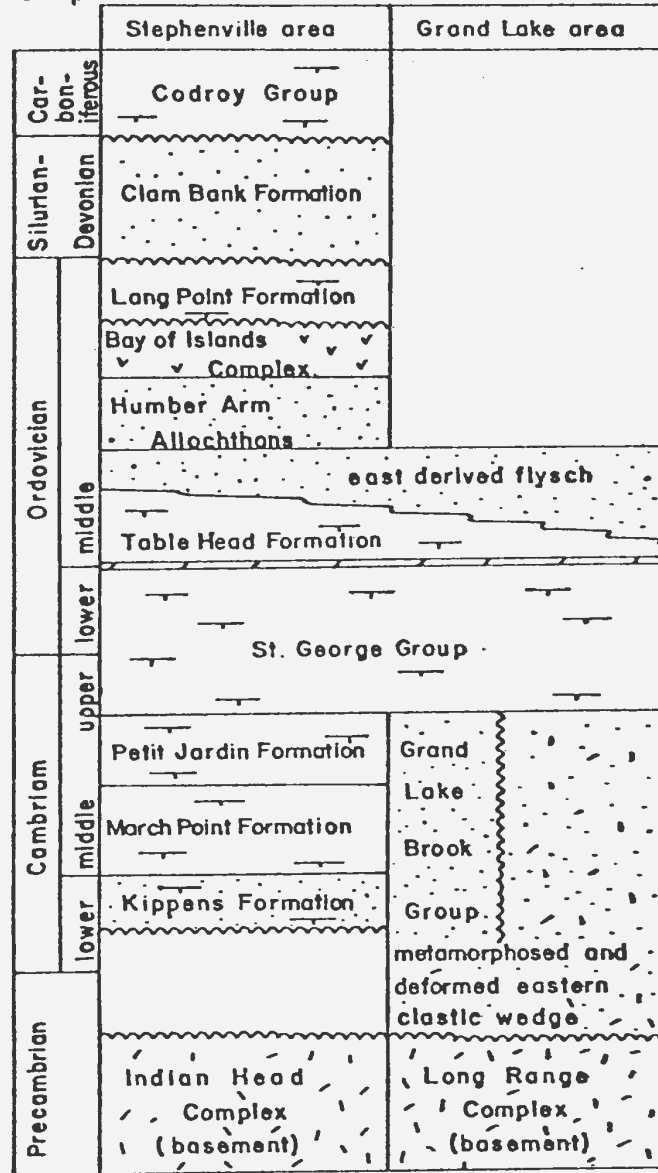 Stephenville area
Grand Lake area
Car-
bon-
iferous
Codroy Group
Silurian-
Devonian
Clam Bank Formation
Ordovician
Long Point Formation
Bay of Islands
Complex
Humber Arm
Allochthons
middle
east derived flysch
Table Head Formation
lower
St. George Group
Cambrian
upper
Petit Jardin Formation
middle
March Point Formation
lower
Kippens Formation
Grand
Lake
Brook
Group
metamorphosed and
deformed eastern
clastic wedge
Precambrian
Indian Head
Complex
(basement)
Long Range
Complex
(basement)